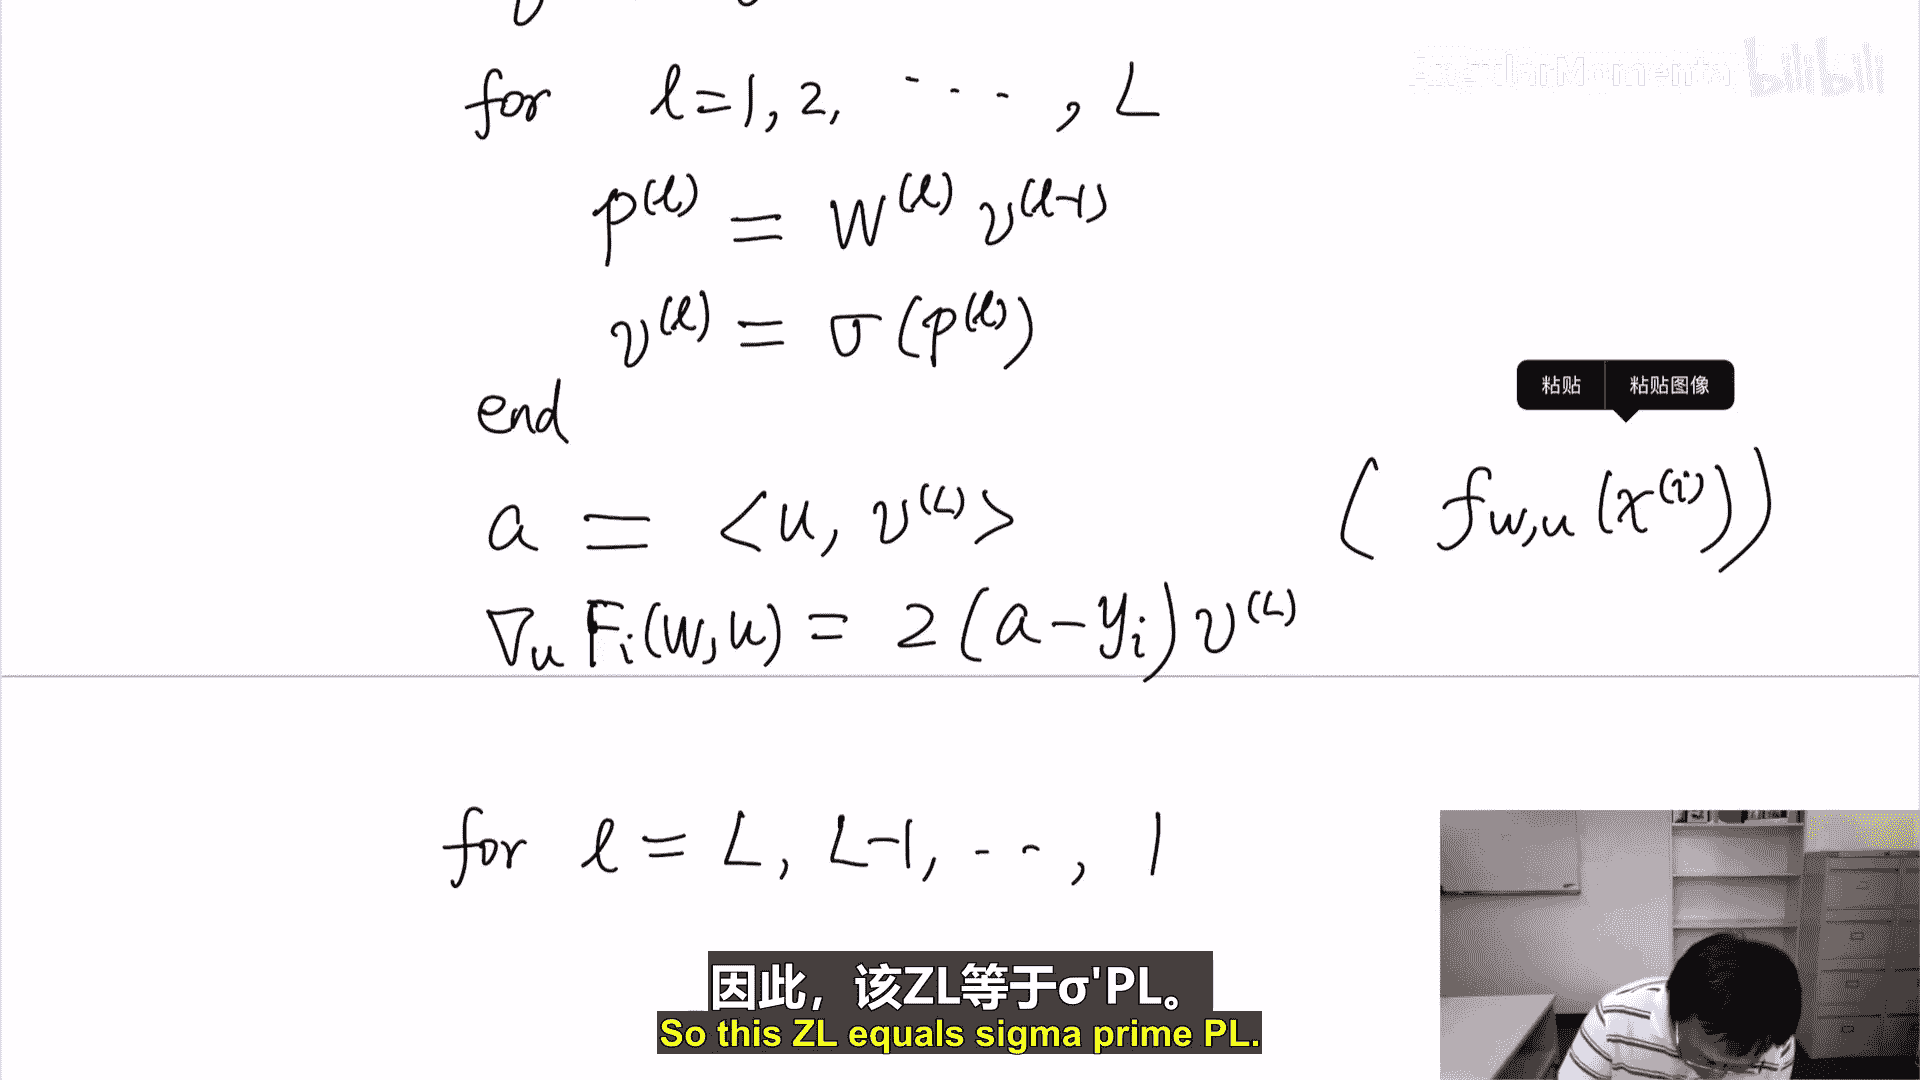 for l=1, 2, ..., L
p^{(l)} = W^{(l)} v^{(l-1)}
v^{(l)} = σ(p^{(l)})
end
粘贴 粘贴图像
a = <u, v^{(L)}> ( f_{w,u}(x^{(i)}))
∇_u F_i(W,u) = 2(a-y_i) v^{(L)}
for l = L, L-1, ..., 1
因此，该ZL等于σ'PL。
So this ZL equals sigma prime PL.
bilibili